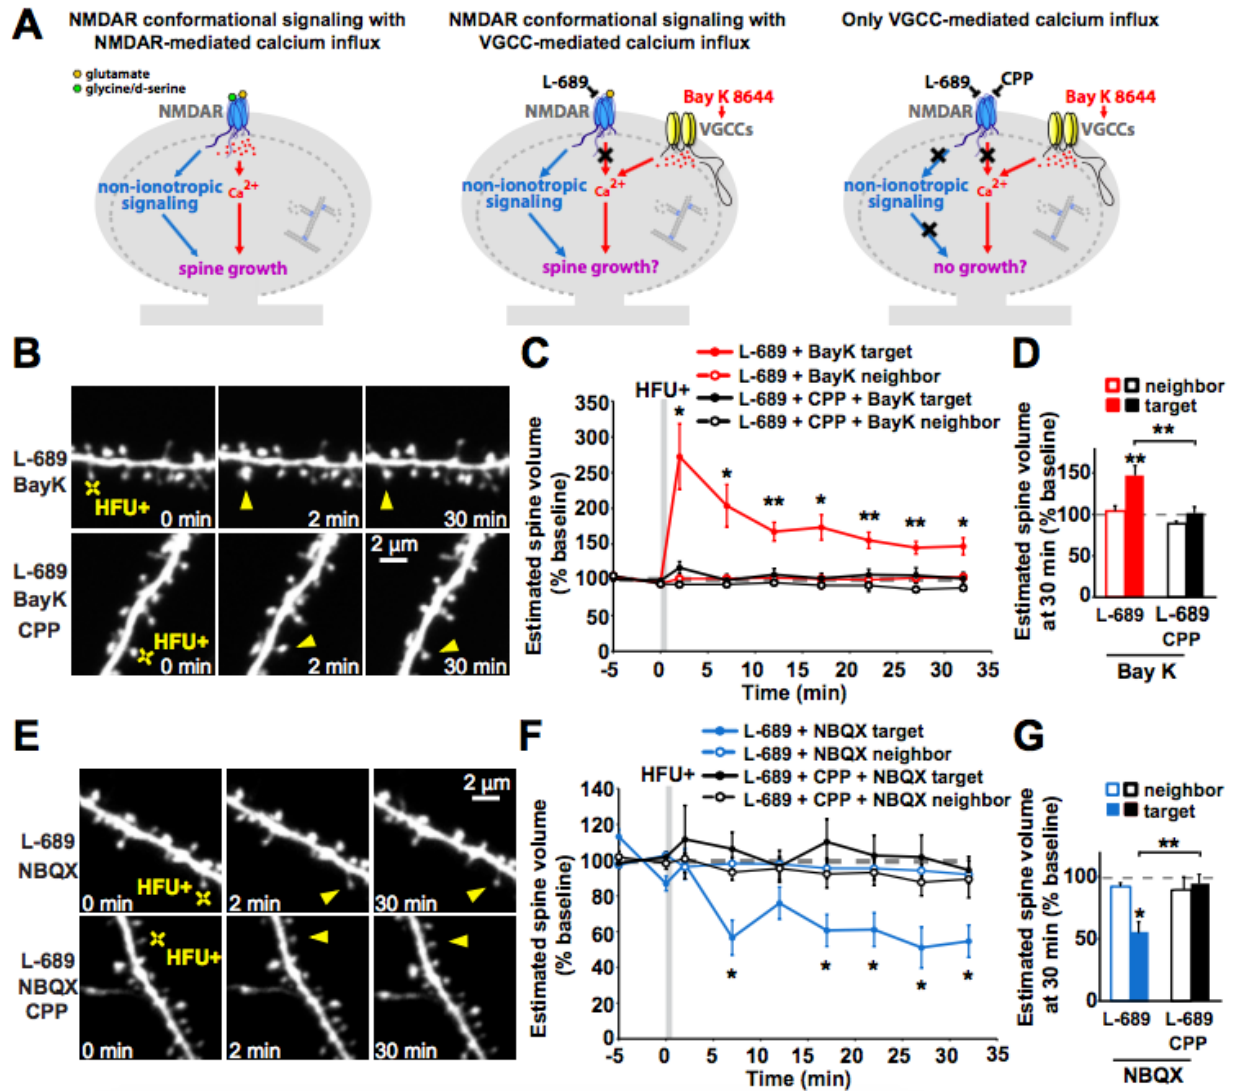 A
NMDAR conformational signaling with
NMDAR-mediated calcium influx
glutamate
glycine/d-serine
NMDAR
non-ionotropic
signaling
Ca2+
spine growth
NMDAR conformational signaling with
VGCC-mediated calcium influx
L-689
NMDAR
Bay K 8644
VGCCs
non-ionotropic
signaling
Ca2+
spine growth?
Only VGCC-mediated calcium influx
L-689
CPP
NMDAR
Bay K 8644
VGCCs
non-ionotropic
signaling
Ca2+
no growth?
B
L-689
BayK
HFU+
0 min
2 min
30 min
L-689
BayK
CPP
HFU+
0 min
2 min
2 μm
30 min
C
L-689 + BayK target
L-689 + BayK neighbor
L-689 + CPP + BayK target
L-689 + CPP + BayK neighbor
HFU+
Estimated spine volume
(% baseline)
350
300
250
200
150
100
50
0
* * ** * ** ** *
-5 0 5 10 15 20 25 30 35
Time (min)
D
neighbor
target
**
**
Estimated spine volume
at 30 min (% baseline)
150
100
50
0
L-689 L-689
CPP
Bay K
E
L-689
NBQX
HFU+
0 min
2 min
2 μm
30 min
L-689
NBQX
CPP
HFU+
0 min
2 min
30 min
F
L-689 + NBQX target
L-689 + NBQX neighbor
L-689 + CPP + NBQX target
L-689 + CPP + NBQX neighbor
HFU+
Estimated spine volume
(% baseline)
140
120
100
80
60
40
20
0
* * * * *
-5 0 5 10 15 20 25 30 35
Time (min)
G
neighbor
target
**
*
Estimated spine volume
at 30 min (% baseline)
100
50
0
L-689 L-689
CPP
NBQX